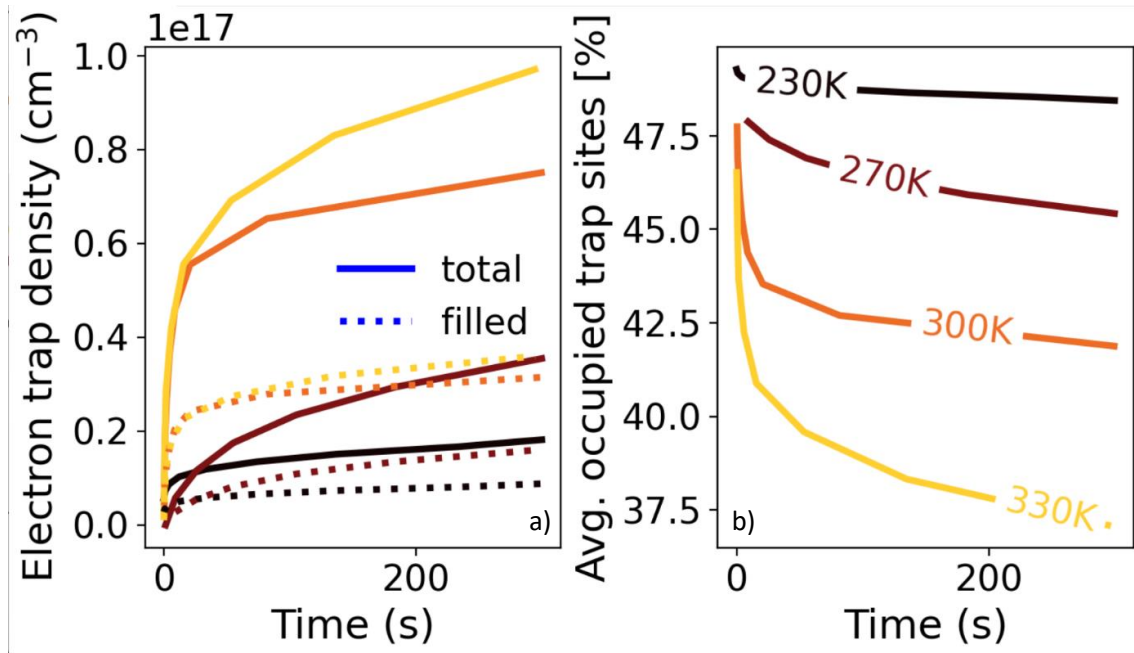 1e17
Electron trap density (cm⁻³)
1.0
0.8
0.6
0.4
0.2
0.0
total
filled
a)
0
200
Time (s)
Avg. occupied trap sites [%]
47.5
45.0
42.5
40.0
37.5
230K
270K
300K
330K
b)
0
200
Time (s)